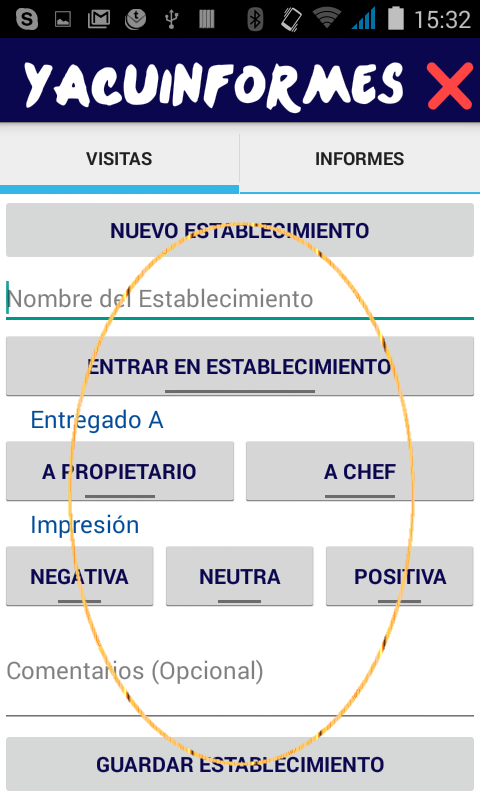 15:32
YACUINFORMES
VISITAS INFORMES
NUEVO ESTABLECIMIENTO
Nombre del Establecimiento
ENTRAR EN ESTABLECIMIENTO
Entregado A
A PROPIETARIO A CHEF
Impresión
NEGATIVA NEUTRA POSITIVA
Comentarios (Opcional)
GUARDAR ESTABLECIMIENTO